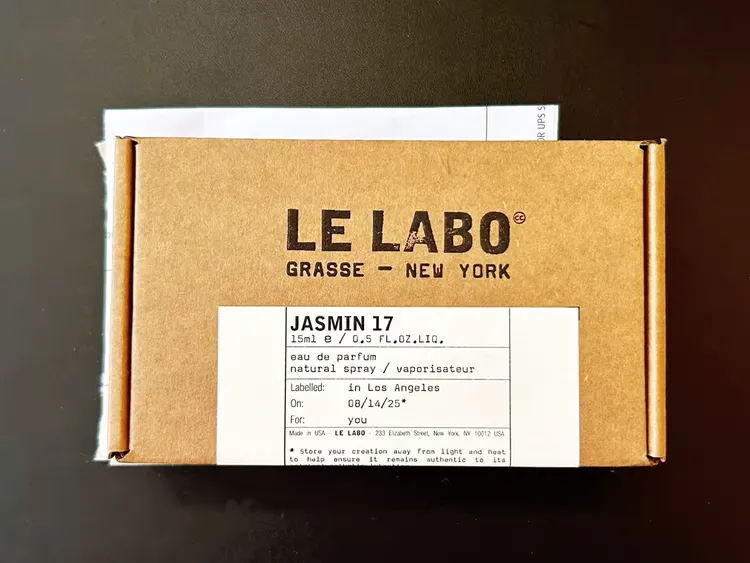 OR UPS S
LE LABO
GRASSE — NEW YORK
JASMIN 17
15ml e / 0.5 FL.OZ.LIQ.
eau de parfum
natural spray / vaporisateur
Labelled: in Los Angeles
On: 08/14/25*
For: you
Made in USA - LE LABO - 233 Elizabeth Street, New York, NY 10012 USA
* Store your creation away from light and heat
to help ensure it remains authentic to its